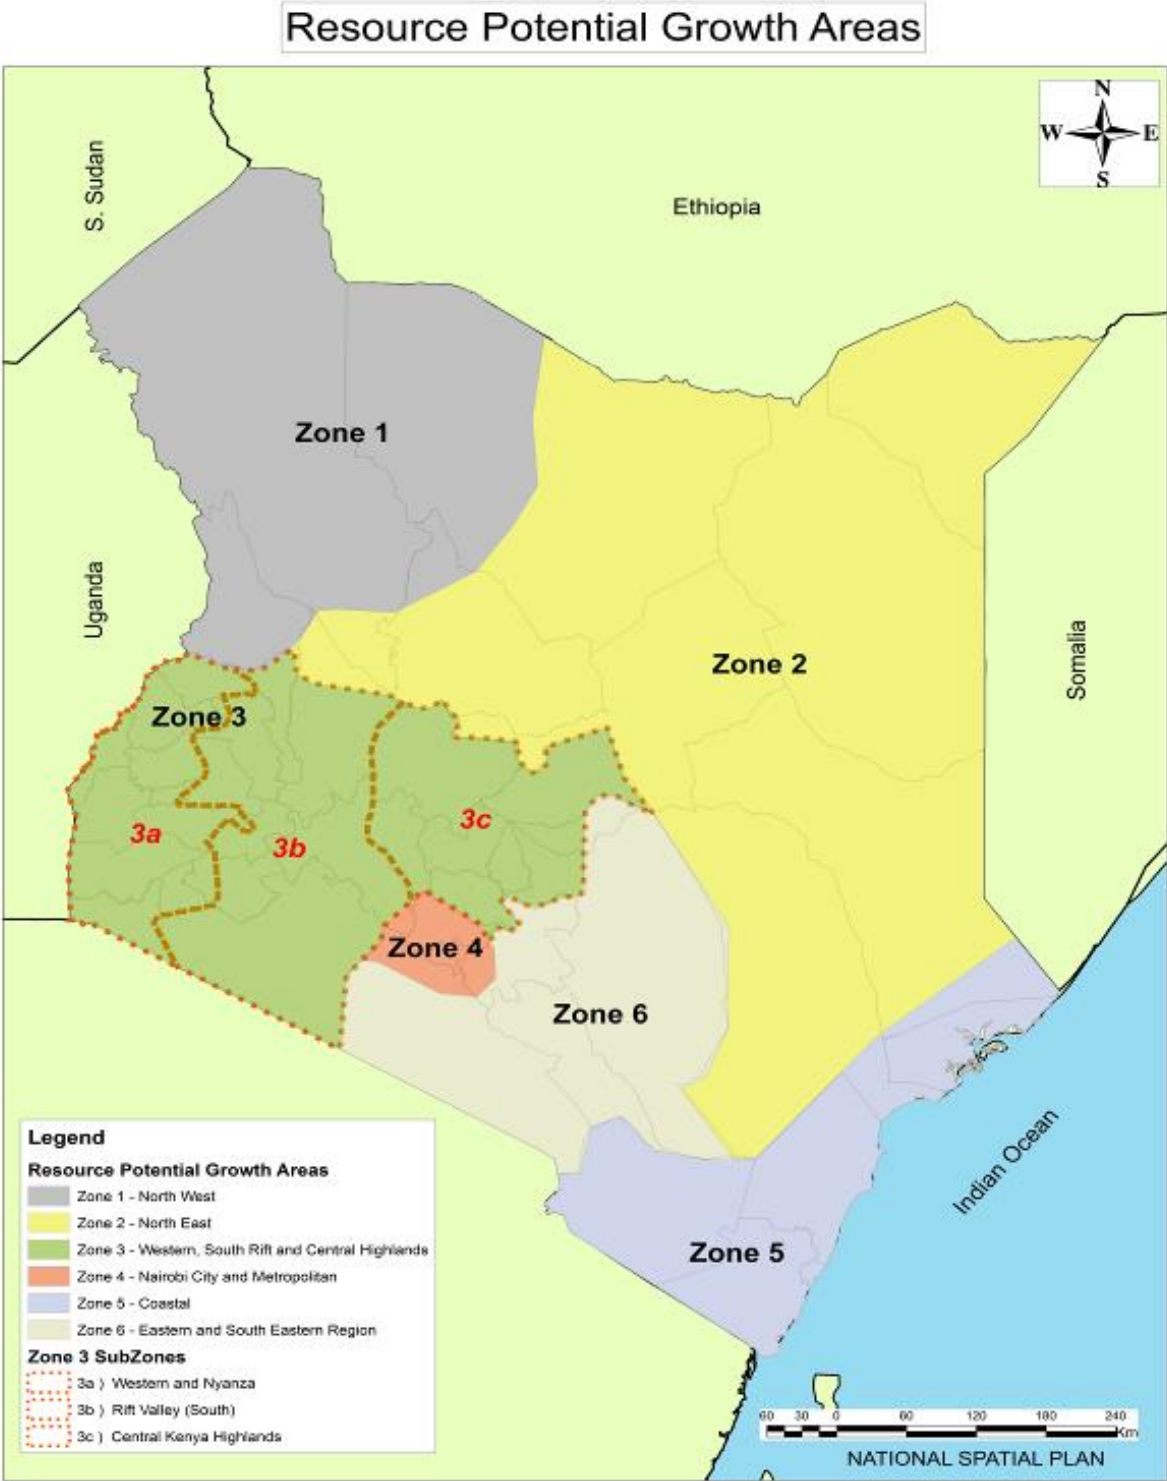 Resource Potential Growth Areas
N
W E
S
S. Sudan
Ethiopia
Zone 1
Uganda
Somalia
Zone 2
Zone 3
3a
3b
3c
Zone 4
Zone 6
Indian Ocean
Zone 5
Legend
Resource Potential Growth Areas
Zone 1 - North West
Zone 2 - North East
Zone 3 - Western, South Rift and Central Highlands
Zone 4 - Nairobi City and Metropolitan
Zone 5 - Coastal
Zone 6 - Eastern and South Eastern Region
Zone 3 SubZones
3a ) Western and Nyanza
3b ) Rift Valley (South)
3c ) Central Kenya Highlands
60 30 0 60 120 180 240
Km
NATIONAL SPATIAL PLAN